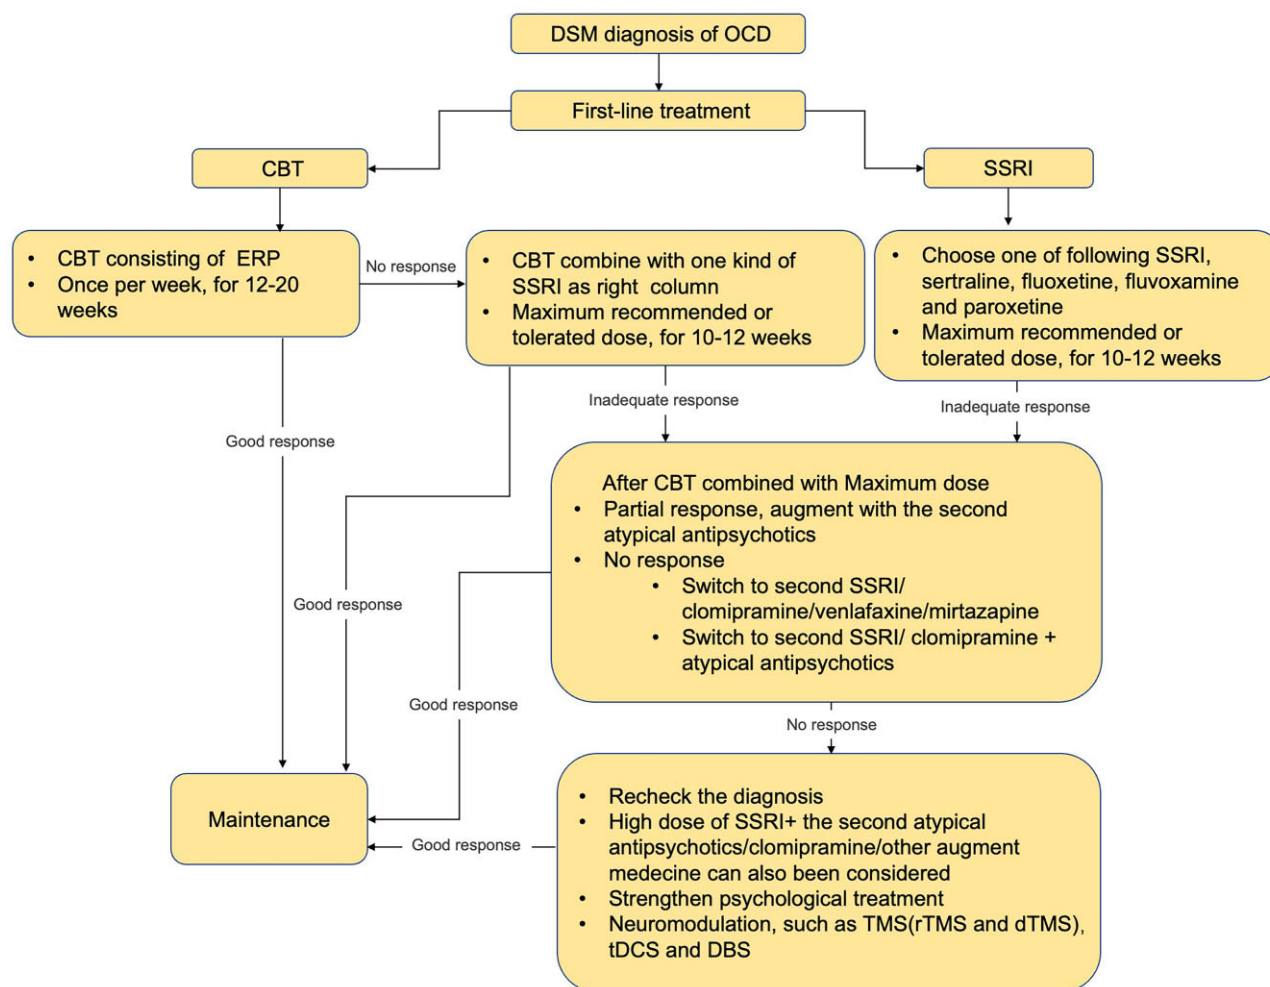 DSM diagnosis of OCD
First-line treatment
CBT
SSRI
• CBT consisting of ERP
• Once per week, for 12-20
weeks
No response
• CBT combine with one kind of
SSRI as right column
• Maximum recommended or
tolerated dose, for 10-12 weeks
• Choose one of following SSRI,
sertraline, fluoxetine, fluvoxamine
and paroxetine
• Maximum recommended or
tolerated dose, for 10-12 weeks
Good response
Inadequate response
Inadequate response
After CBT combined with Maximum dose
• Partial response, augment with the second
atypical antipsychotics
• No response
• Switch to second SSRI/
clomipramine/venlafaxine/mirtazapine
• Switch to second SSRI/ clomipramine +
atypical antipsychotics
Good response
Good response
No response
Maintenance
Good response
• Recheck the diagnosis
• High dose of SSRI+ the second atypical
antipsychotics/clomipramine/other augment
medecine can also been considered
• Strengthen psychological treatment
• Neuromodulation, such as TMS(rTMS and dTMS),
tDCS and DBS